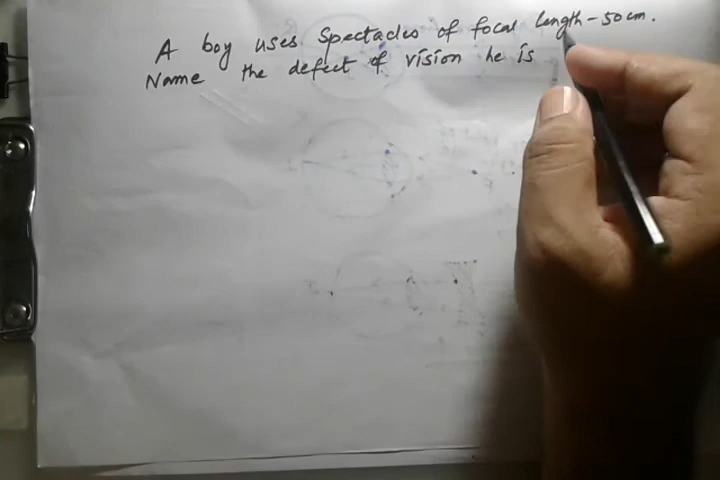 A boy uses Spectacles of focal length - 50 cm.
Name the defect of vision he is